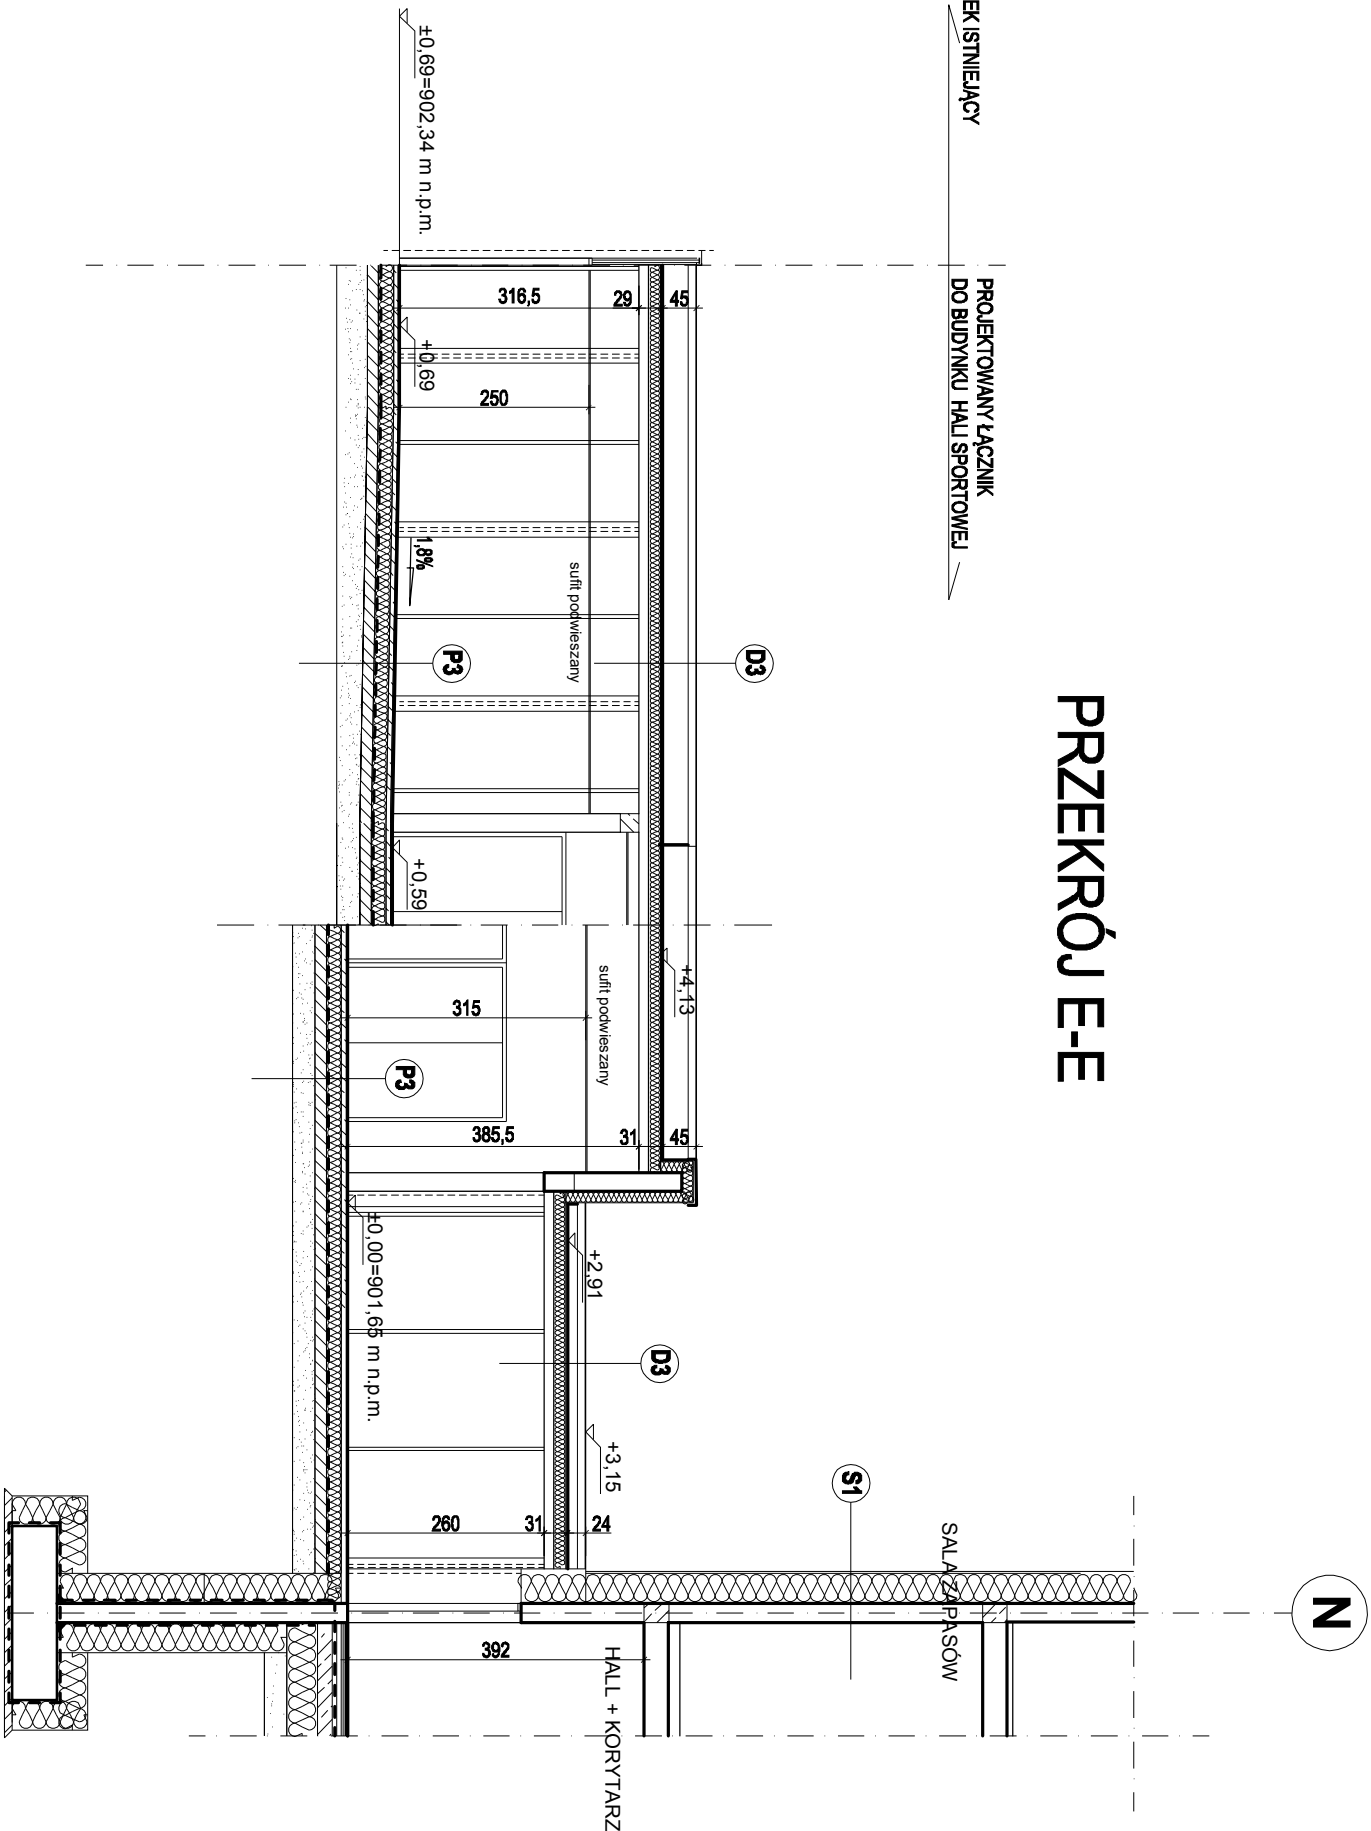 PRZEKRÓJ E-E
EK ISTNIEJĄCY
PROJEKTOWANY ŁĄCZNIK
DO BUDYNKU HALI SPORTOWEJ
N
SALA ZAPASÓW
S1
D3
45
29
316,5
250
sufit podwieszany
+0,69
±0,69=902,34 m n.p.m.
1,8%
P3
+0,59
+4,13
sufit podwieszany
315
P3
45
31
385,5
+2,91
D3
+3,15
±0,00=901,65 m n.p.m.
24
31
260
HALL + KORYTARZ
392